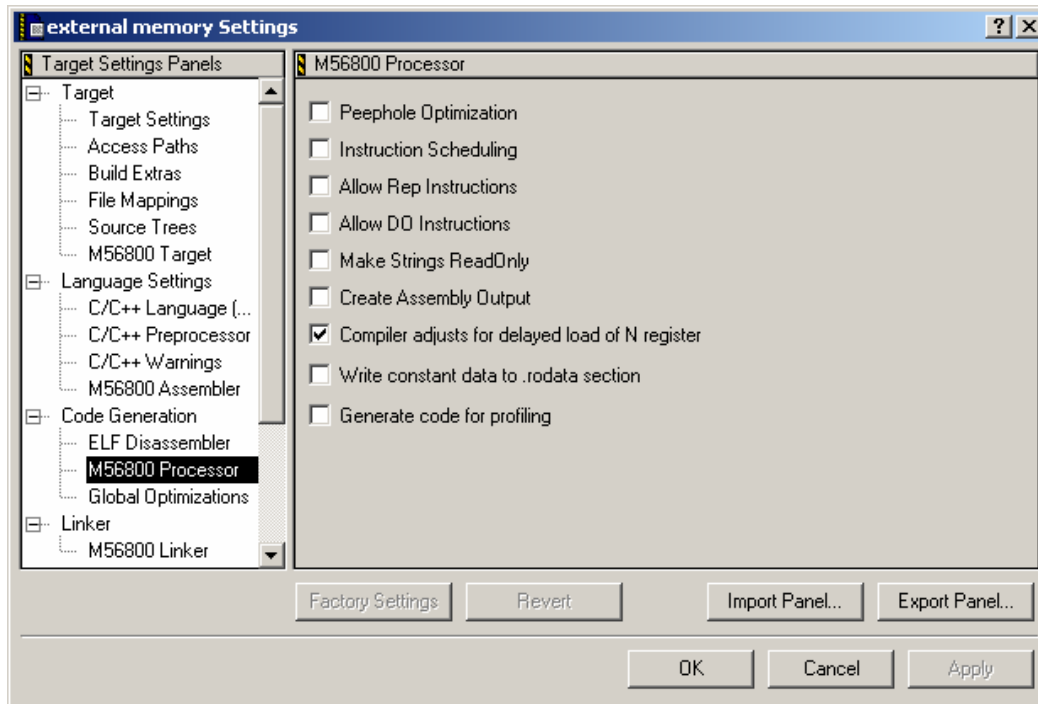 external memory Settings
Target Settings Panels
Target
Target Settings
Access Paths
Build Extras
File Mappings
Source Trees
M56800 Target
Language Settings
C/C++ Language (...
C/C++ Preprocessor
C/C++ Warnings
M56800 Assembler
Code Generation
ELF Disassembler
M56800 Processor
Global Optimizations
Linker
M56800 Linker
M56800 Processor
Peephole Optimization
Instruction Scheduling
Allow Rep Instructions
Allow DO Instructions
Make Strings ReadOnly
Create Assembly Output
Compiler adjusts for delayed load of N register
Write constant data to .rodata section
Generate code for profiling
Factory Settings
Revert
Import Panel...
Export Panel...
OK
Cancel
Apply